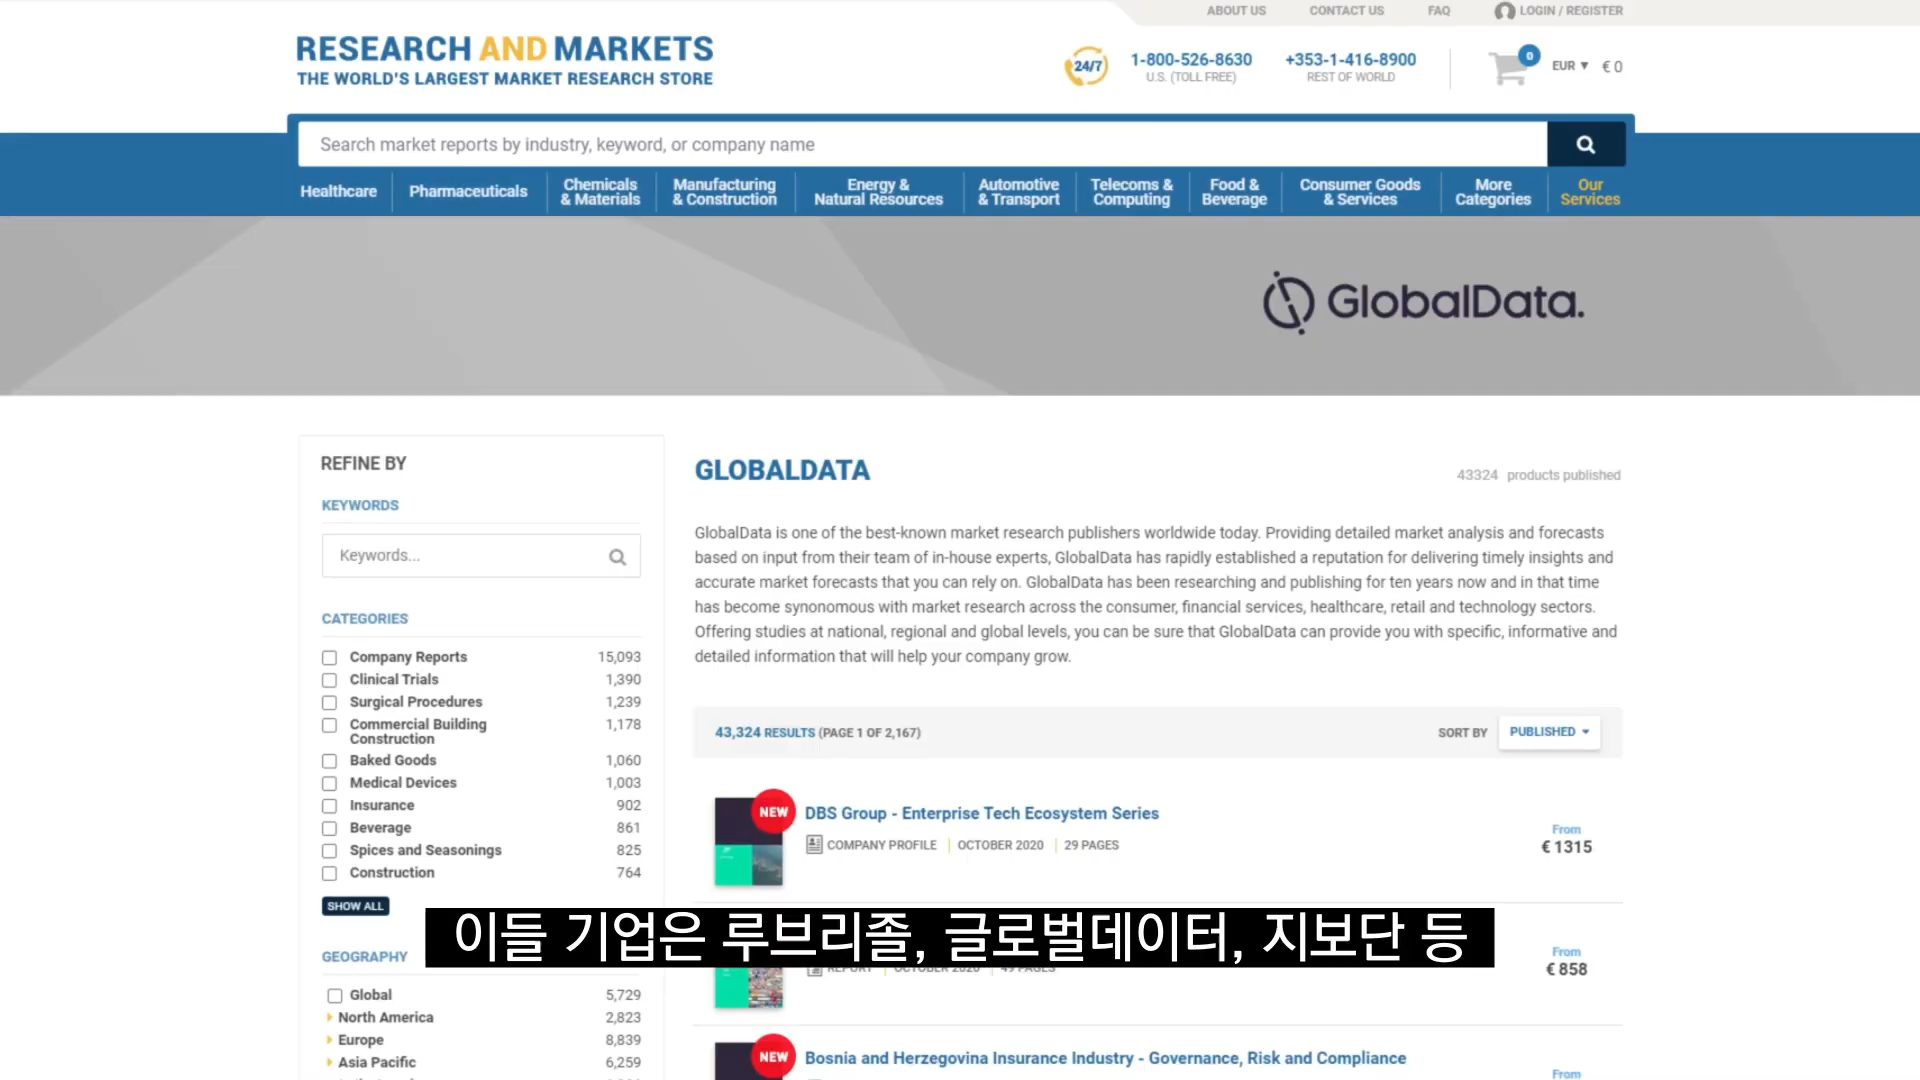 ABOUT US CONTACT US FAQ LOGIN / REGISTER
RESEARCH AND MARKETS
THE WORLD'S LARGEST MARKET RESEARCH STORE
24/7
1-800-526-8630
U.S. (TOLL FREE)
+353-1-416-8900
REST OF WORLD
0
EUR ▼ € 0
Search market reports by industry, keyword, or company name
Healthcare
Pharmaceuticals
Chemicals
& Materials
Manufacturing
& Construction
Energy &
Natural Resources
Automotive
& Transport
Telecoms &
Computing
Food &
Beverage
Consumer Goods
& Services
More
Categories
Our
Services
GlobalData.
REFINE BY
KEYWORDS
Keywords...
CATEGORIES
Company Reports 15,093
Clinical Trials 1,390
Surgical Procedures 1,239
Commercial Building 1,178
Construction
Baked Goods 1,060
Medical Devices 1,003
Insurance 902
Beverage 861
Spices and Seasonings 825
Construction 764
SHOW ALL
GEOGRAPHY
Global 5,729
North America 2,823
Europe 8,839
Asia Pacific 6,259
GLOBALDATA
43324 products published
GlobalData is one of the best-known market research publishers worldwide today. Providing detailed market analysis and forecasts
based on input from their team of in-house experts, GlobalData has rapidly established a reputation for delivering timely insights and
accurate market forecasts that you can rely on. GlobalData has been researching and publishing for ten years now and in that time
has become synonomous with market research across the consumer, financial services, healthcare, retail and technology sectors.
Offering studies at national, regional and global levels, you can be sure that GlobalData can provide you with specific, informative and
detailed information that will help your company grow.
43,324 RESULTS (PAGE 1 OF 2,167)
SORT BY PUBLISHED
NEW
DBS Group - Enterprise Tech Ecosystem Series
COMPANY PROFILE OCTOBER 2020 29 PAGES
From
€ 1315
이들 기업은 루브리졸, 글로벌데이터, 지보단 등
REPORT OCTOBER 2020 49 PAGES
From
€ 858
NEW
Bosnia and Herzegovina Insurance Industry - Governance, Risk and Compliance
From